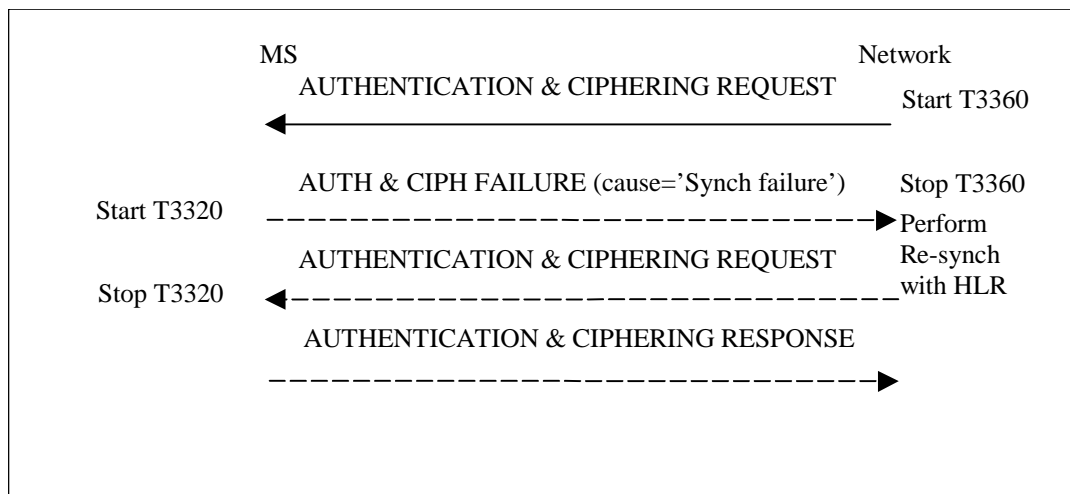 MS Network
AUTHENTICATION & CIPHERING REQUEST
Start T3360
AUTH & CIPH FAILURE (cause='Synch failure')
Stop T3360
Start T3320
Perform
Re-synch
with HLR
AUTHENTICATION & CIPHERING REQUEST
Stop T3320
AUTHENTICATION & CIPHERING RESPONSE